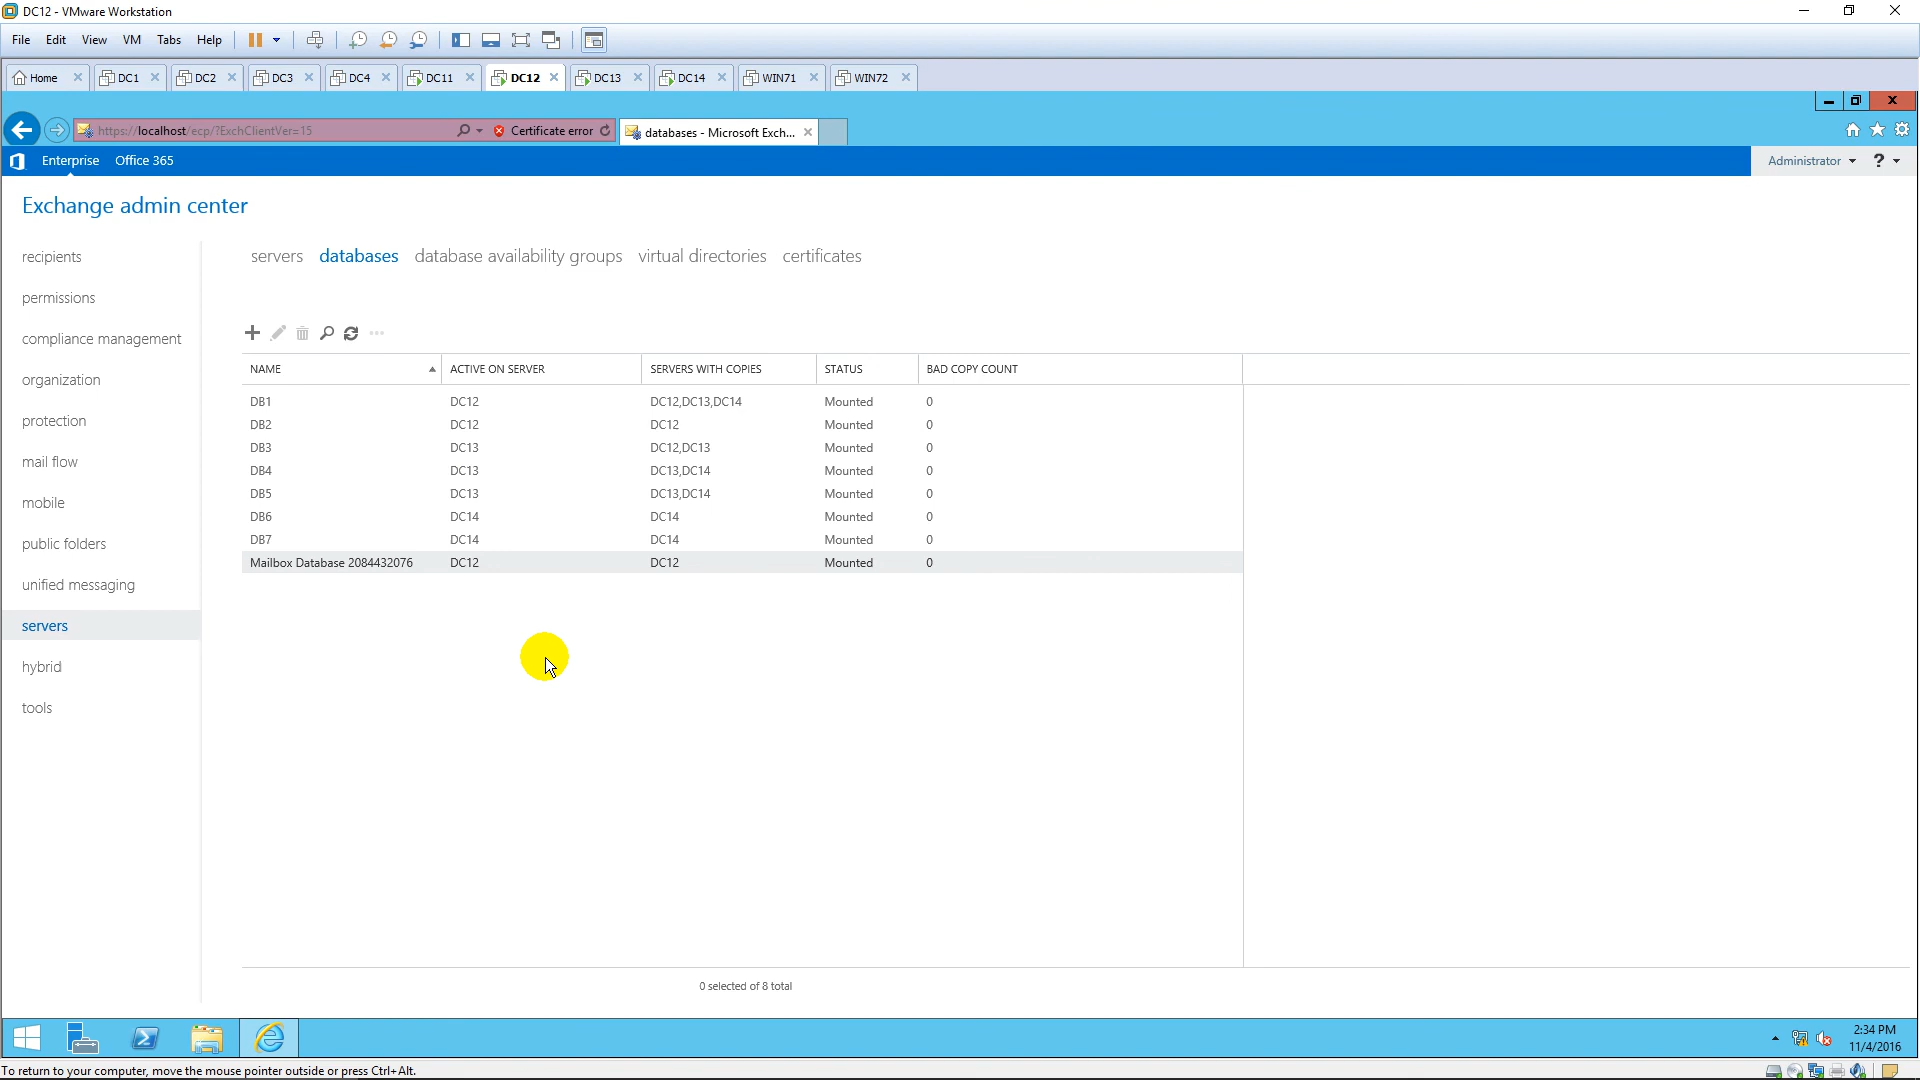 DC12 - VMware Workstation
File Edit View VM Tabs Help
Home DC1 DC2 DC3 DC4 DC11 DC12 DC13 DC14 WIN71 WIN72
https://localhost/ecp/?ExchClientVer=15 Certificate error databases - Microsoft Exch...
Enterprise Office 365 Administrator ?
Exchange admin center
recipients
permissions
compliance management
organization
protection
mail flow
mobile
public folders
unified messaging
servers
hybrid
tools
servers databases database availability groups virtual directories certificates
NAME ACTIVE ON SERVER SERVERS WITH COPIES STATUS BAD COPY COUNT
DB1 DC12 DC12,DC13,DC14 Mounted 0
DB2 DC12 DC12 Mounted 0
DB3 DC13 DC12,DC13 Mounted 0
DB4 DC13 DC13,DC14 Mounted 0
DB5 DC13 DC13,DC14 Mounted 0
DB6 DC14 DC14 Mounted 0
DB7 DC14 DC14 Mounted 0
Mailbox Database 2084432076 DC12 DC12 Mounted 0
0 selected of 8 total
2:34 PM
11/4/2016
To return to your computer, move the mouse pointer outside or press Ctrl+Alt.